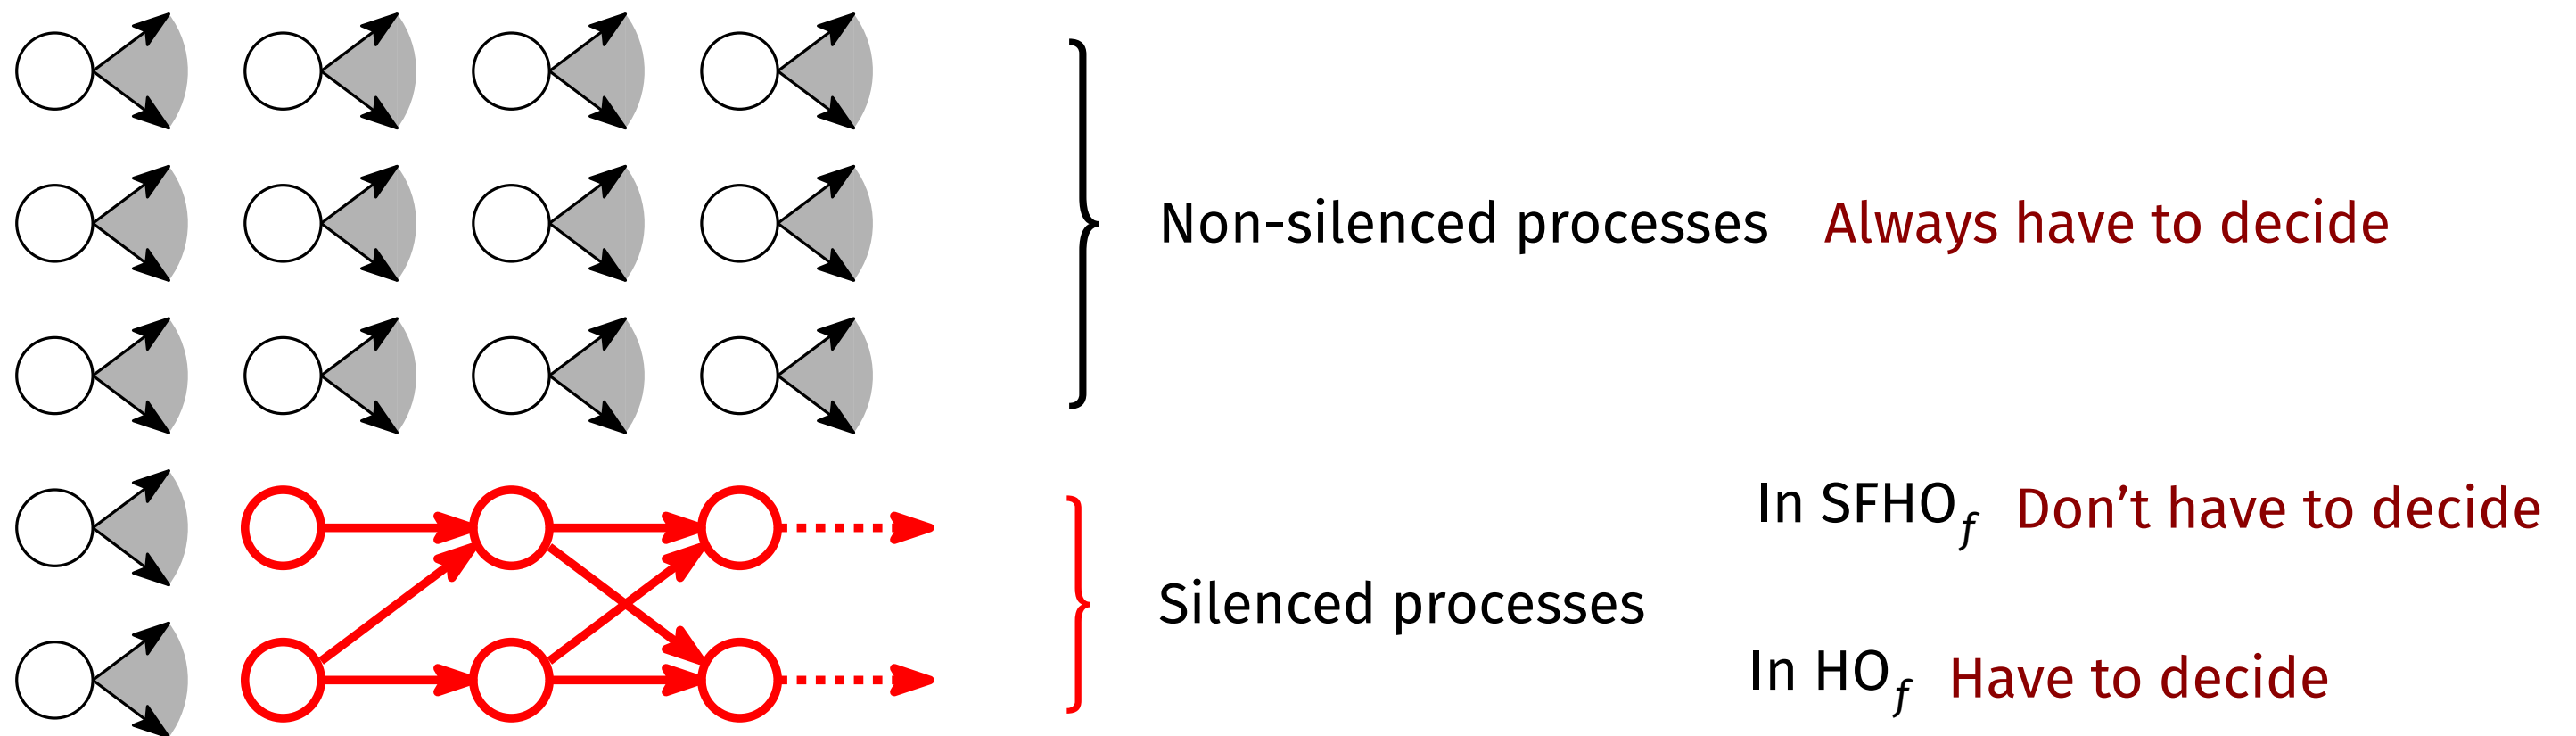 Non-silenced processes Always have to decide
In SFHO_f Don’t have to decide
Silenced processes
In HO_f Have to decide